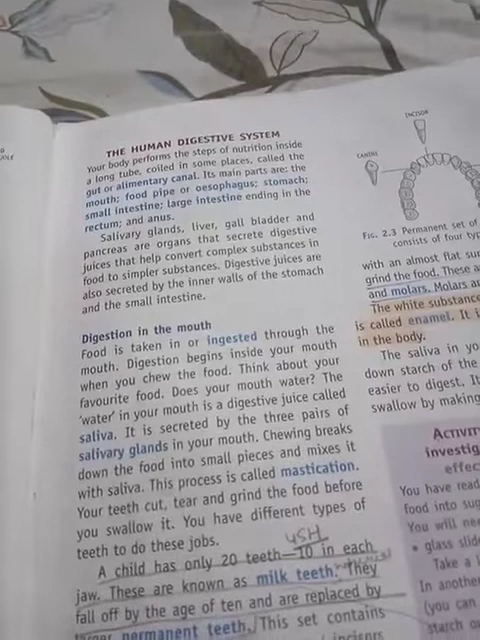 THE HUMAN DIGESTIVE SYSTEM
Your body performs the steps of nutrition inside
a long tube, coiled in some places, called the
gut or alimentary canal. Its main parts are: the
mouth; food pipe or oesophagus; stomach;
small intestine; large intestine ending in the
rectum; and anus.
Salivary glands, liver, gall bladder and
pancreas are organs that secrete digestive
juices that help convert complex substances in
food to simpler substances. Digestive juices are
also secreted by the inner walls of the stomach
and the small intestine.
Digestion in the mouth
Food is taken in or ingested through the
mouth. Digestion begins inside your mouth
when you chew the food. Think about your
favourite food. Does your mouth water? The
'water' in your mouth is a digestive juice called
saliva. It is secreted by the three pairs of
salivary glands in your mouth. Chewing breaks
down the food into small pieces and mixes it
with saliva. This process is called mastication.
Your teeth cut, tear and grind the food before
you swallow it. You have different types of
teeth to do these jobs.
A child has only 20 teeth—10 in each
jaw. These are known as milk teeth. They
fall off by the age of ten and are replaced by
permanent teeth. This set contains
INCISOR
CANINE
FIG. 2.3 Permanent set of
consists of four
with an almost flat
grind the food. These
and molars. Molars
The white substance
is called enamel. It
in the body.
The saliva in
down starch of the
easier to digest. It
swallow by making
investig
effec
You have read
food into
You will
• glass
Take a
In another
(you can
starch